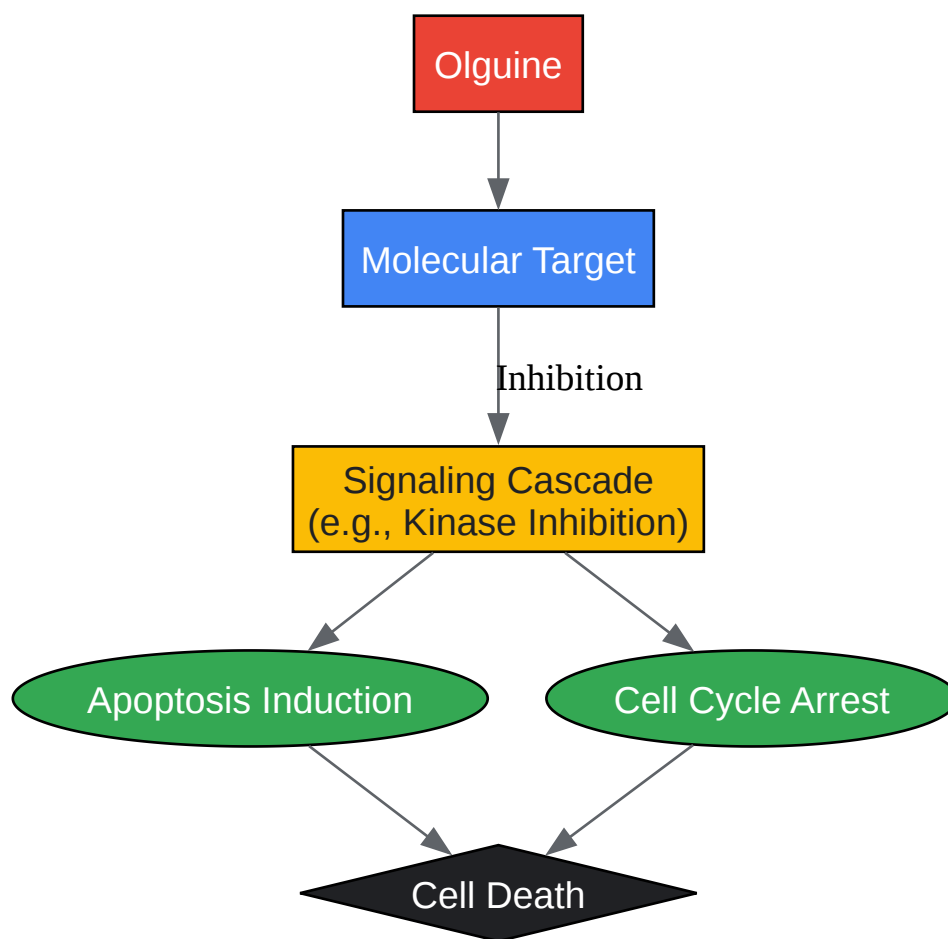 Olguine
Molecular Target
Inhibition
Signaling Cascade
(e.g., Kinase Inhibition)
Apoptosis Induction
Cell Cycle Arrest
Cell Death